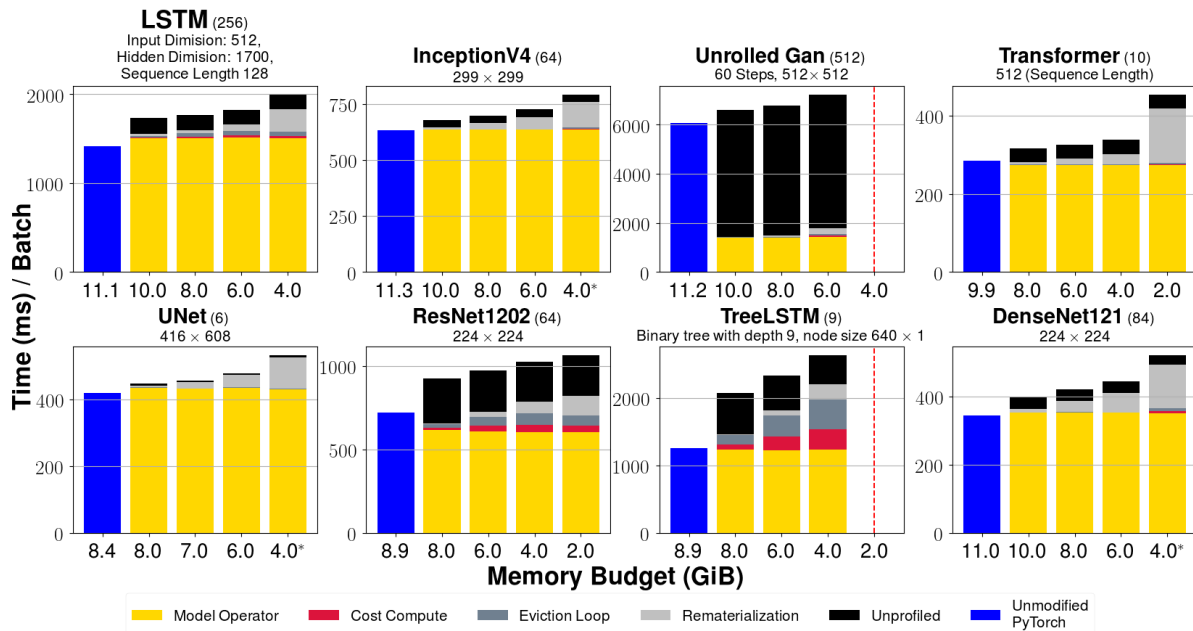 LSTM (256)
Input Dimision: 512,
Hidden Dimision: 1700,
Sequence Length 128
InceptionV4 (64)
299 × 299
Unrolled Gan (512)
60 Steps, 512× 512
Transformer (10)
512 (Sequence Length)
Time (ms) / Batch
2000
1000
0
11.1 10.0 8.0 6.0 4.0
750
500
250
0
11.3 10.0 8.0 6.0 4.0*
6000
4000
2000
0
11.2 10.0 8.0 6.0 4.0
400
200
0
9.9 8.0 6.0 4.0 2.0
UNet (6)
416 × 608
ResNet1202 (64)
224 × 224
TreeLSTM (9)
Binary tree with depth 9, node size 640 × 1
DenseNet121 (84)
224 × 224
400
200
0
8.4 8.0 7.0 6.0 4.0*
1000
500
0
8.9 8.0 6.0 4.0 2.0
2000
1000
0
8.9 8.0 6.0 4.0 2.0
400
200
0
11.0 10.0 8.0 6.0 4.0*
Memory Budget (GiB)
Model Operator
Cost Compute
Eviction Loop
Rematerialization
Unprofiled
Unmodified
PyTorch